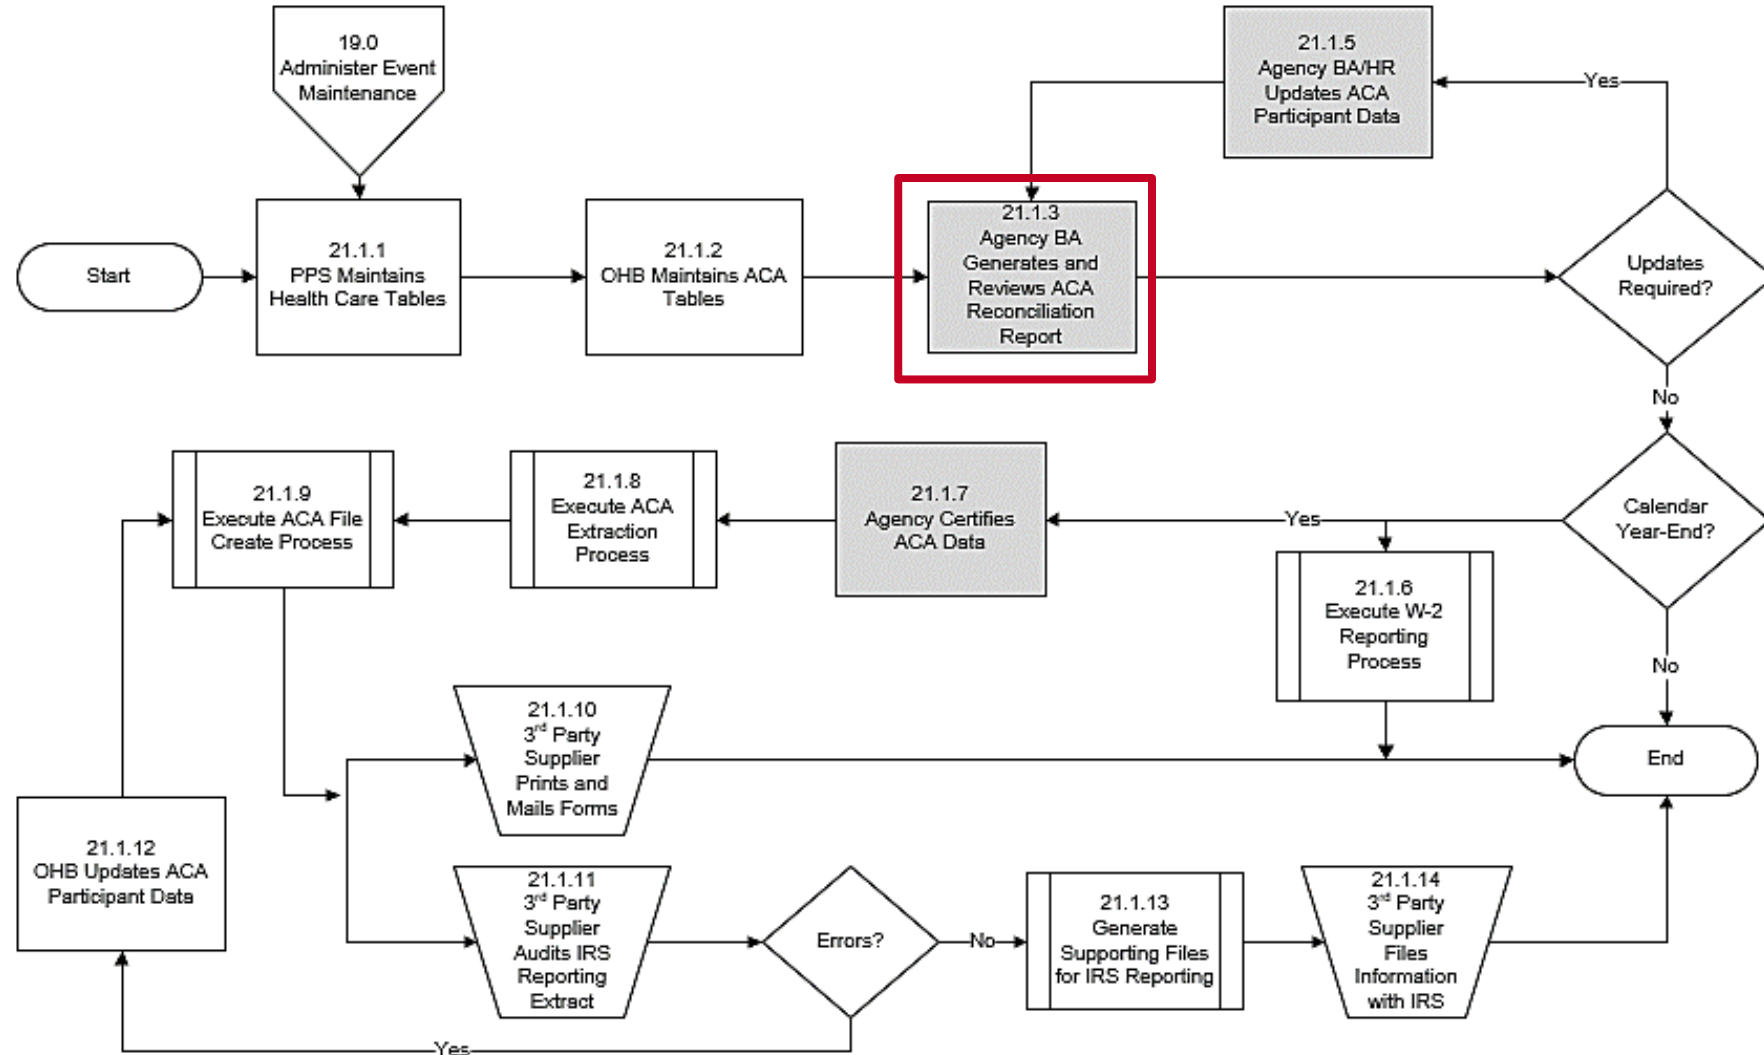 19.0
Administer Event
Maintenance
21.1.5
Agency BA/HR
Updates ACA
Participant Data
Yes
Start
21.1.1
PPS Maintains
Health Care Tables
21.1.2
OHB Maintains ACA
Tables
21.1.3
Agency BA
Generates and
Reviews ACA
Reconciliation
Report
Updates
Required?
No
21.1.9
Execute ACA File
Create Process
21.1.8
Execute ACA
Extraction
Process
21.1.7
Agency Certifies
ACA Data
Yes
Calendar
Year-End?
21.1.6
Execute W-2
Reporting
Process
No
21.1.10
3rd Party
Supplier
Prints and
Mails Forms
End
21.1.12
OHB Updates ACA
Participant Data
21.1.11
3rd Party
Supplier
Audits IRS
Reporting
Extract
Errors?
No
21.1.13
Generate
Supporting Files
for IRS Reporting
21.1.14
3rd Party
Supplier
Files
Information
with IRS
Yes